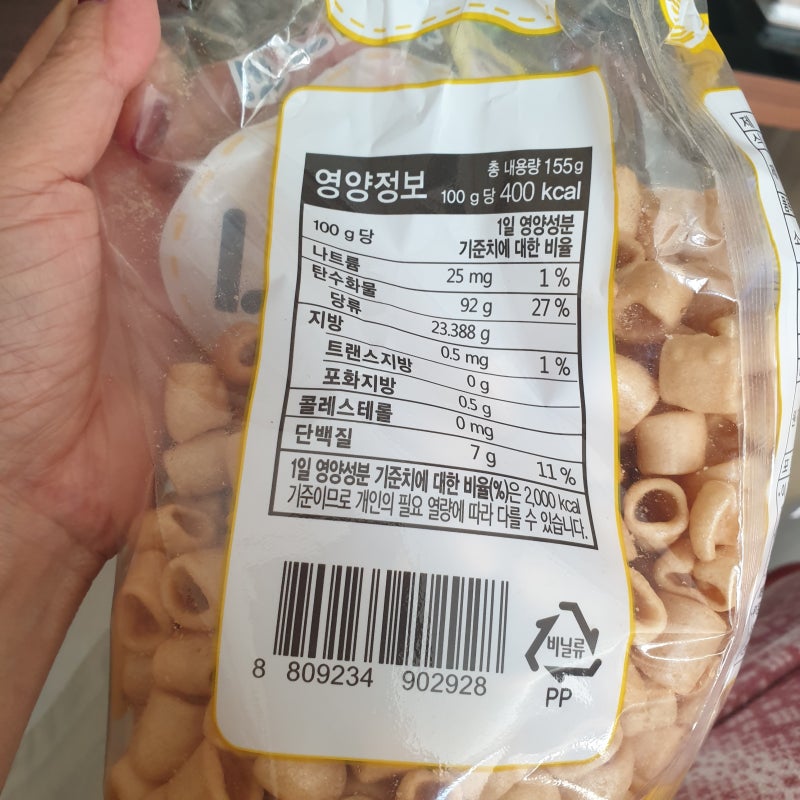 총 내용량 155g
영양정보 100 g 당 400 kcal
100 g 당 1일 영양성분
기준치에 대한 비율
나트륨 25 mg 1 %
탄수화물 92 g 27 %
당류 23.388 g
지방 0.5 mg 1 %
트랜스지방 0 g
포화지방 0.5 g
콜레스테롤 0 mg
단백질 7 g 11 %
1일 영양성분 기준치에 대한 비율(%)은 2,000 kcal
기준이므로 개인의 필요 열량에 따라 다를 수 있습니다.
비닐류
PP
8 809234 902928